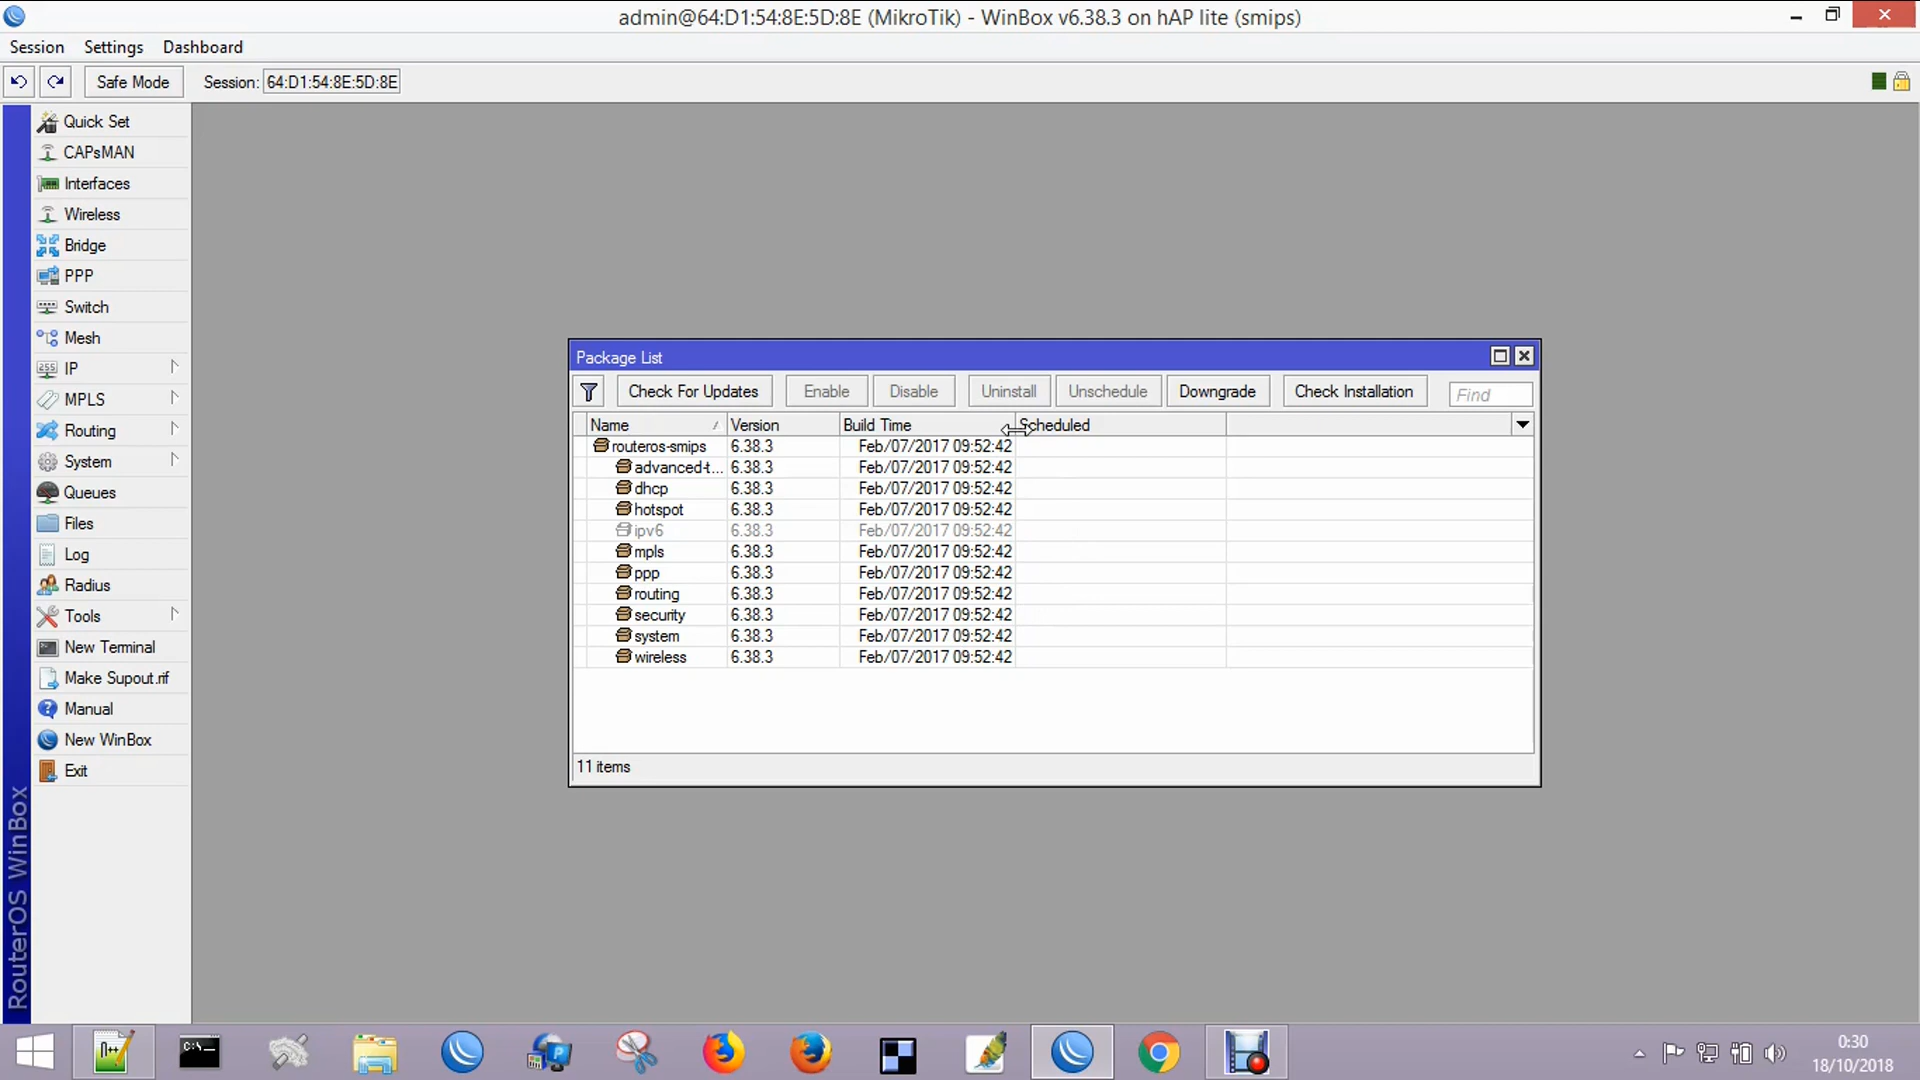 admin@64:D1:54:8E:5D:8E (MikroTik) - WinBox v6.38.3 on hAP lite (smips)
Session Settings Dashboard
Safe Mode Session: 64:D1:54:8E:5D:8E
Quick Set
CAPsMAN
Interfaces
Wireless
Bridge
PPP
Switch
Mesh
IP
MPLS
Routing
System
Queues
Files
Log
Radius
Tools
New Terminal
Make Supout.rif
Manual
New WinBox
Exit
RouterOS WinBox
Package List
Check For Updates Enable Disable Uninstall Unschedule Downgrade Check Installation Find
Name Version Build Time Scheduled
routeros-smips 6.38.3 Feb/07/2017 09:52:42
advanced-t... 6.38.3 Feb/07/2017 09:52:42
dhcp 6.38.3 Feb/07/2017 09:52:42
hotspot 6.38.3 Feb/07/2017 09:52:42
ipv6 6.38.3 Feb/07/2017 09:52:42
mpls 6.38.3 Feb/07/2017 09:52:42
ppp 6.38.3 Feb/07/2017 09:52:42
routing 6.38.3 Feb/07/2017 09:52:42
security 6.38.3 Feb/07/2017 09:52:42
system 6.38.3 Feb/07/2017 09:52:42
wireless 6.38.3 Feb/07/2017 09:52:42
11 items
0:30
18/10/2018